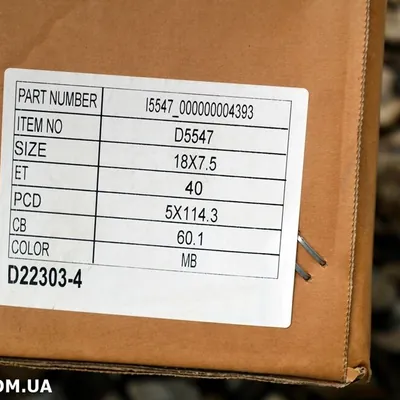 PART NUMBER I5547_000000004393
ITEM NO D5547
SIZE 18X7.5
ET 40
PCD 5X114.3
CB 60.1
COLOR MB
D22303-4
OM.UA